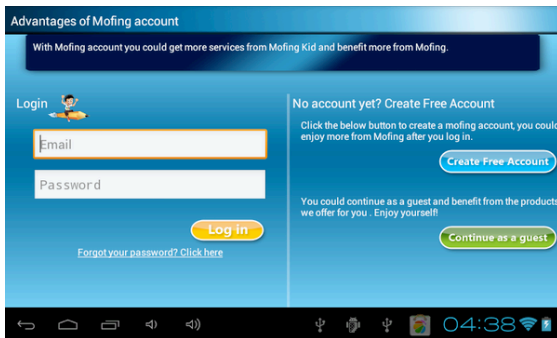 Advantages of Mofing account
With Mofing account you could get more services from Mofing Kid and benefit more from Mofing.
Login
Email
Password
Log in
Forgot your password? Click here
No account yet? Create Free Account
Click the below button to create a mofing account, you could
enjoy more from Mofing after you log in.
Create Free Account
You could continue as a guest and benefit from the products
we offer for you . Enjoy yourself!
Continue as a guest
04:38